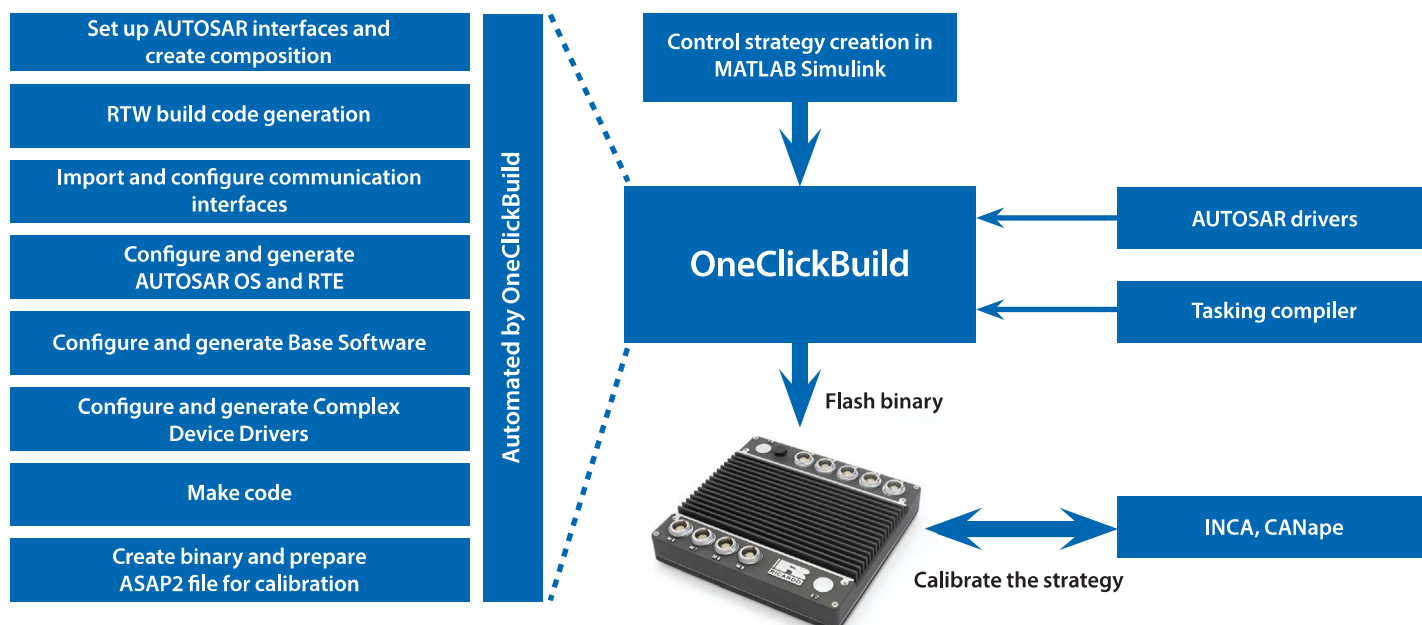 Set up AUTOSAR interfaces and
create composition
RTW build code generation
Import and configure communication
interfaces
Configure and generate
AUTOSAR OS and RTE
Configure and generate Base Software
Configure and generate Complex
Device Drivers
Make code
Create binary and prepare
ASAP2 file for calibration
Automated by OneClickBuild
Control strategy creation in
MATLAB Simulink
OneClickBuild
AUTOSAR drivers
Tasking compiler
Flash binary
RICARDO
INCA, CANape
Calibrate the strategy